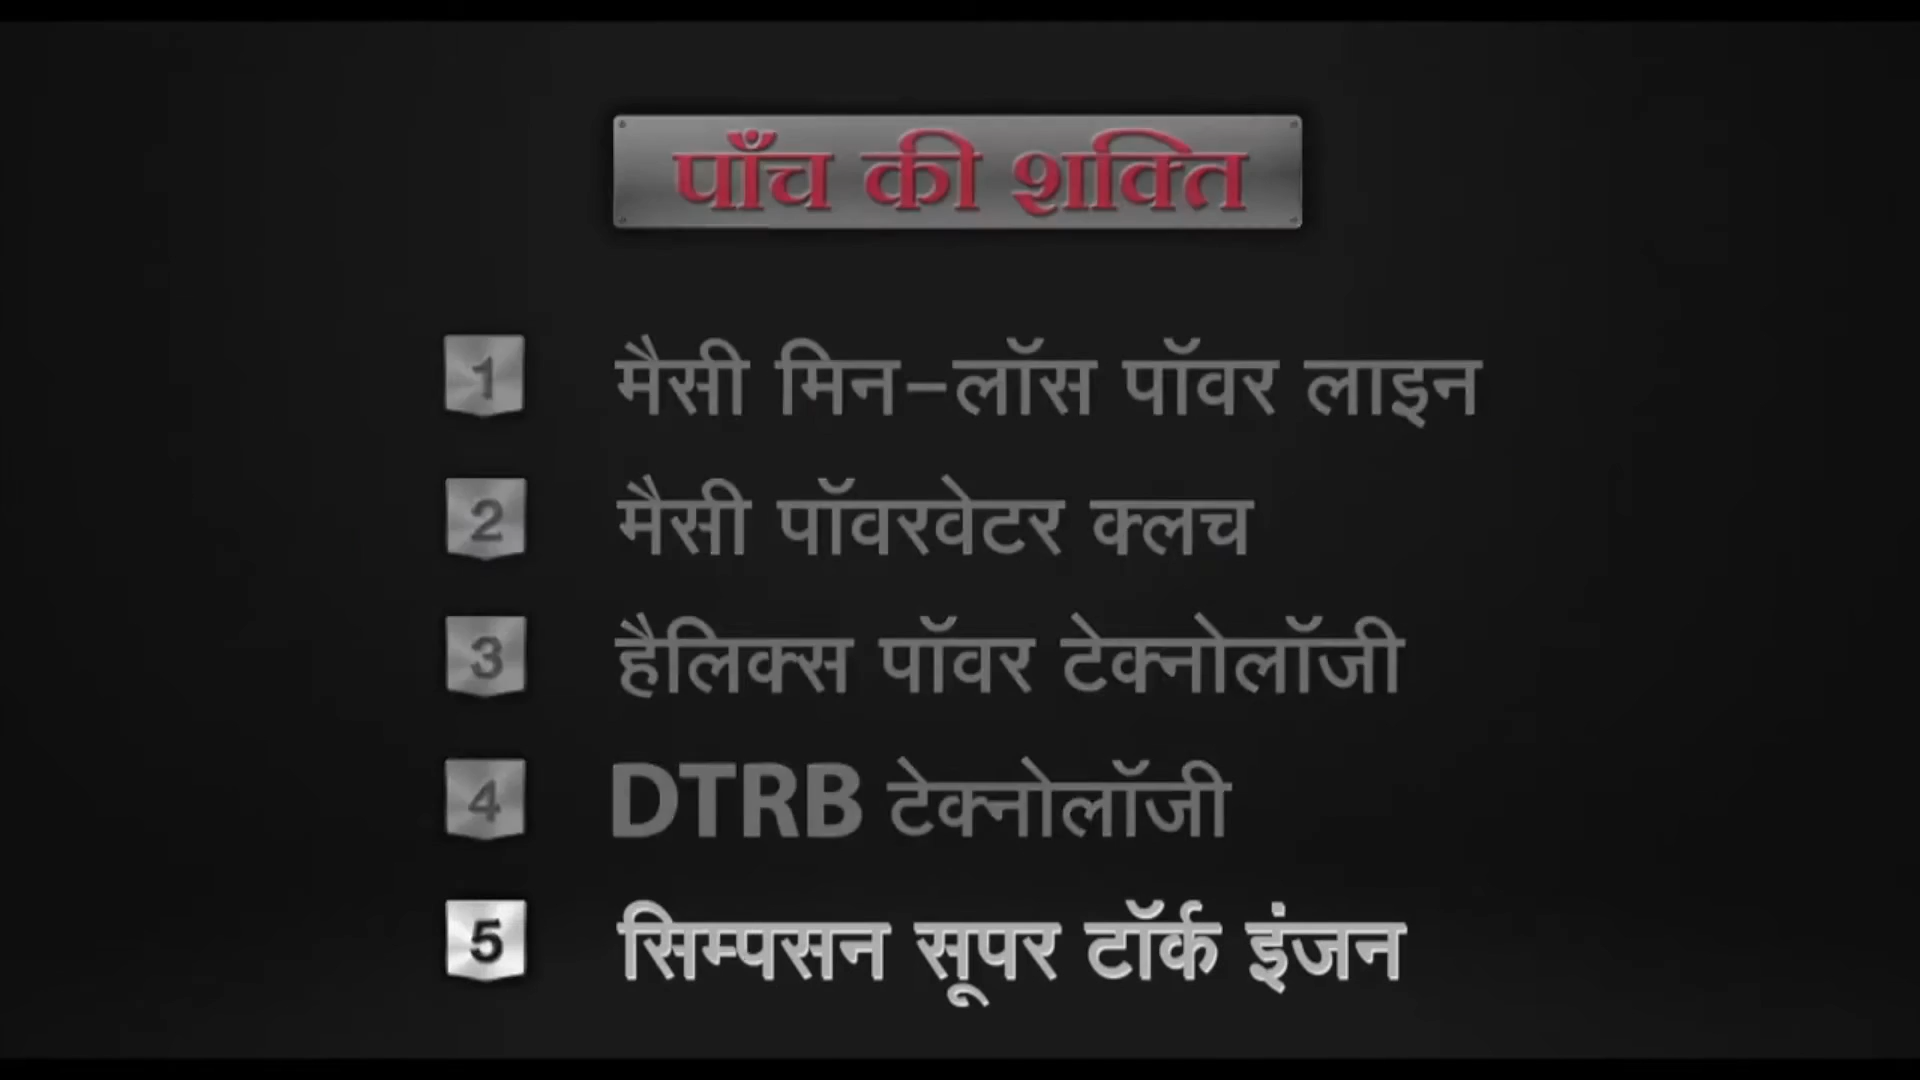 पाँच की शक्ति
1 मैसी मिन-लॉस पॉवर लाइन
2 मैसी पॉवरवेटर क्लच
3 हैलिक्स पॉवर टेक्नोलॉजी
4 DTRB टेक्नोलॉजी
5 सिम्पसन सूपर टॉर्क इंजन